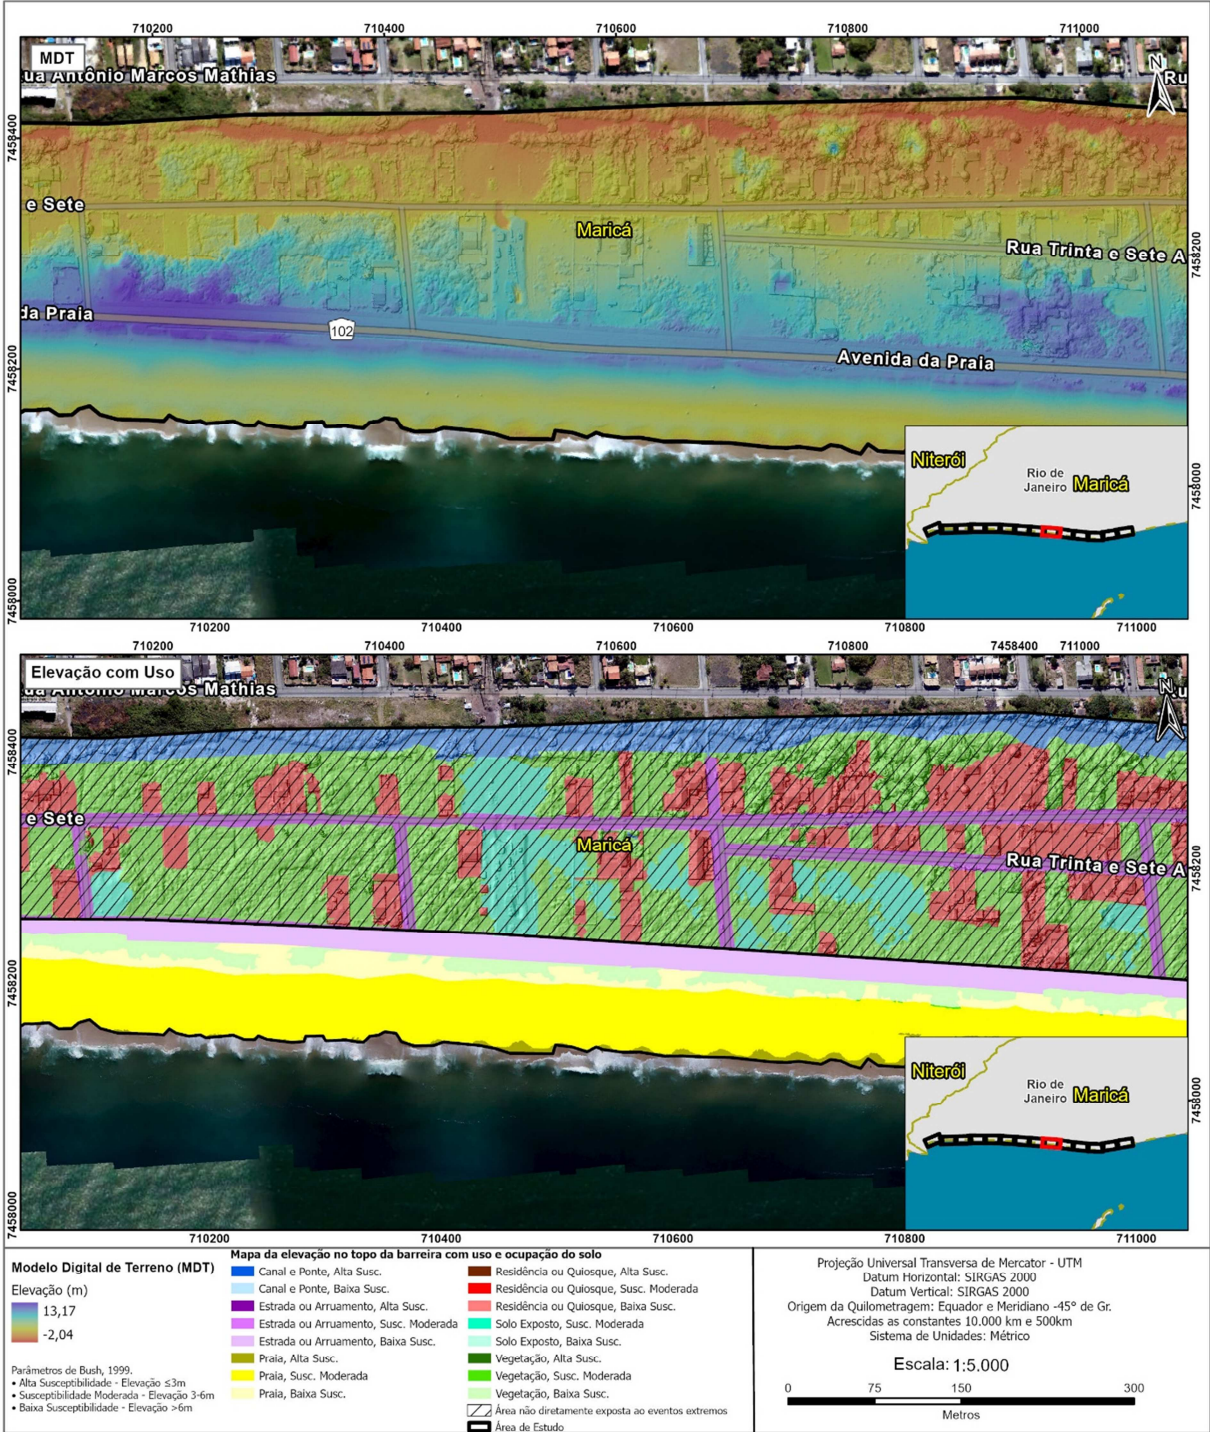 710200 710400 710600 710800 711000
MDT
ua Antônio Marcos Mathias
N
Ru
7458400
e Sete
Maricá
Rua Trinta e Sete A
7458200
da Praia
102
Avenida da Praia
7458200
Niterói
Rio de
Janeiro
Maricá
7458000
7458000
710200 710400 710600 710800 711000
710200 710400 710600 710800 7458400 711000
Elevação com Uso
ua Antônio Marcos Mathias
N
7458400
e Sete
Maricá
Rua Trinta e Sete A
7458200
7458200
Niterói
Rio de
Janeiro
Maricá
7458000
7458000
710200 710400 710600 710800 711000
Modelo Digital de Terreno (MDT)
Elevação (m)
13,17
-2,04
Parâmetros de Bush, 1999.
• Alta Susceptibilidade - Elevação ≤3m
• Susceptibilidade Moderada - Elevação 3-6m
• Baixa Susceptibilidade - Elevação >6m
Mapa da elevação no topo da barreira com uso e ocupação do solo
Canal e Ponte, Alta Susc.
Canal e Ponte, Baixa Susc.
Estrada ou Arruamento, Alta Susc.
Estrada ou Arruamento, Susc. Moderada
Estrada ou Arruamento, Baixa Susc.
Praia, Alta Susc.
Praia, Susc. Moderada
Praia, Baixa Susc.
Residência ou Quiosque, Alta Susc.
Residência ou Quiosque, Susc. Moderada
Residência ou Quiosque, Baixa Susc.
Solo Exposto, Susc. Moderada
Solo Exposto, Baixa Susc.
Vegetação, Alta Susc.
Vegetação, Susc. Moderada
Vegetação, Baixa Susc.
Área não diretamente exposta ao eventos extremos
Área de Estudo
Projeção Universal Transversa de Mercator - UTM
Datum Horizontal: SIRGAS 2000
Datum Vertical: SIRGAS 2000
Origem da Quilometragem: Equador e Meridiano -45° de Gr.
Acrescidas as constantes 10.000 km e 500km
Sistema de Unidades: Métrico
Escala: 1:5.000
0 75 150 300
Metros